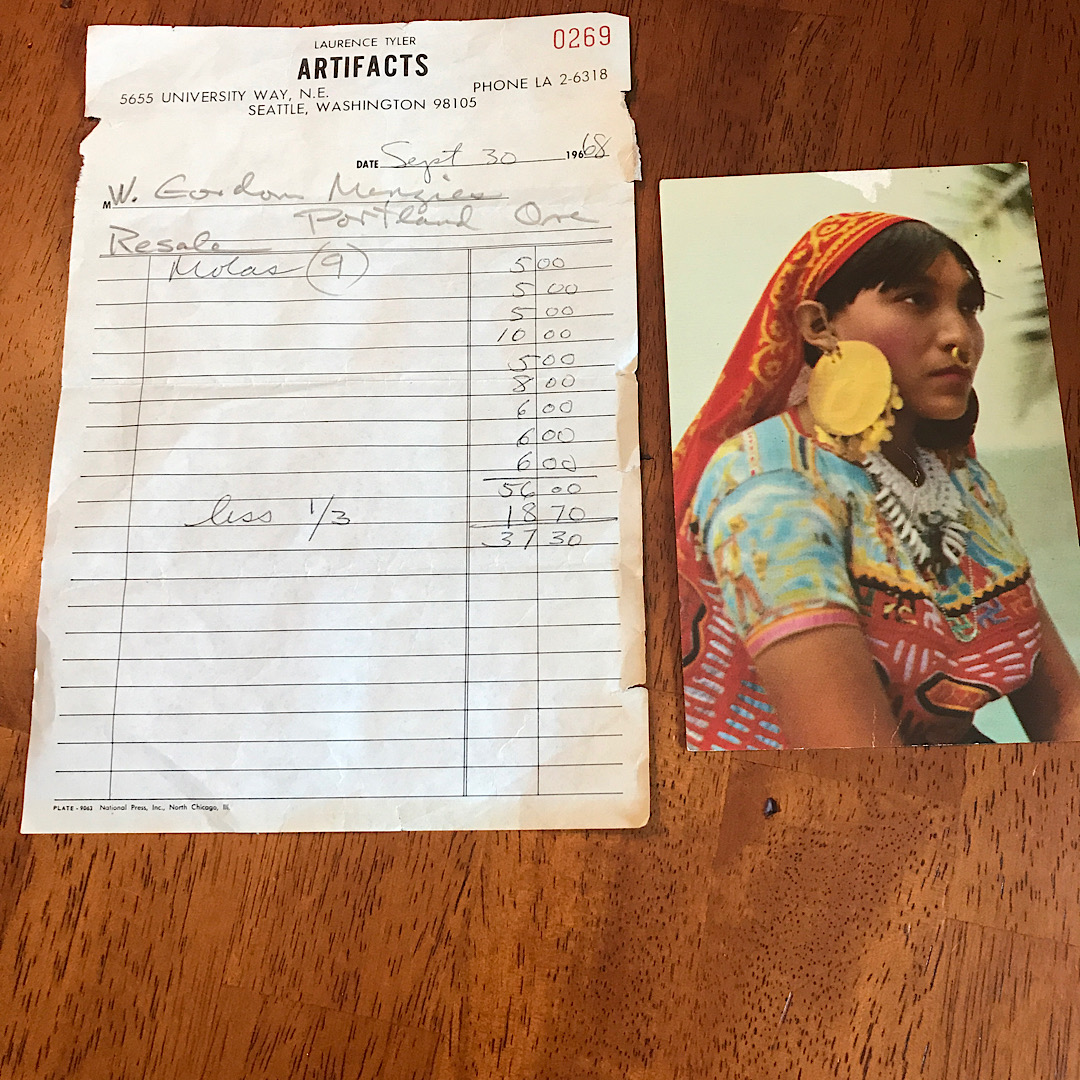 LAURENCE TYLER
0269
ARTIFACTS
5655 UNIVERSITY WAY, N.E. PHONE LA 2-6318
SEATTLE, WASHINGTON 98105
DATE Sept 30 1968
M W. Gordon Menzies
Portland Ore
Resale
Molas (9) 5 00
5 00
5 00
10 00
5 00
8 00
6 00
6 00
6 00
56 00
less 1/3 18 70
37 30
PLATE - 9063 National Press, Inc., North Chicago, Ill.